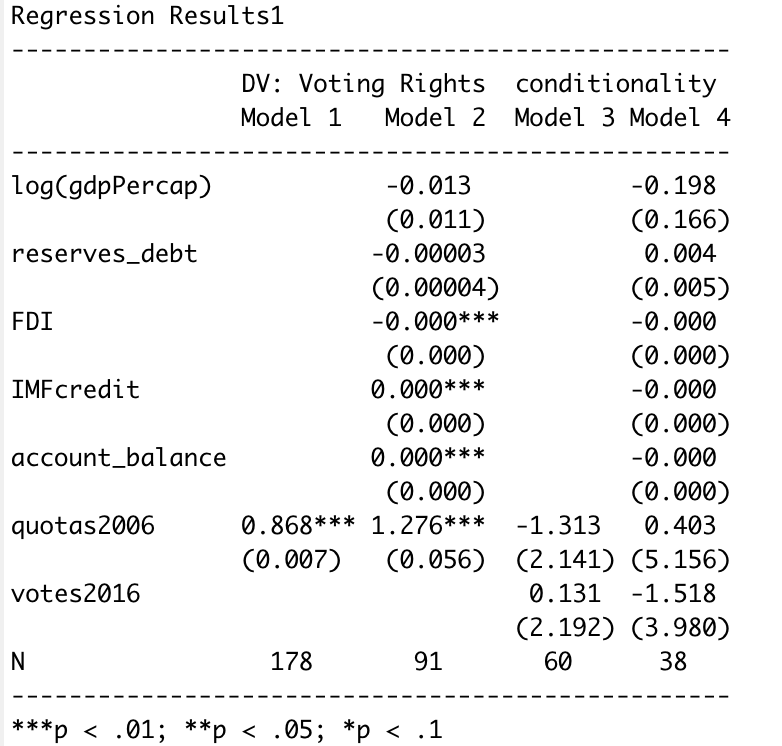 Regression Results1
--------------------------------------------------
DV: Voting Rights  conditionality
Model 1   Model 2  Model 3 Model 4
--------------------------------------------------
log(gdpPercap)            -0.013           -0.198
(0.011)          (0.166)
reserves_debt            -0.00003           0.004
(0.00004)         (0.005)
FDI                      -0.000***         -0.000
(0.000)          (0.000)
IMFcredit                0.000***          -0.000
(0.000)          (0.000)
account_balance          0.000***          -0.000
(0.000)          (0.000)
quotas2006      0.868*** 1.276***  -1.313   0.403
(0.007)   (0.056)  (2.141) (5.156)
votes2016                           0.131  -1.518
(2.192) (3.980)
N                 178       91       60      38
--------------------------------------------------
***p < .01; **p < .05; *p < .1